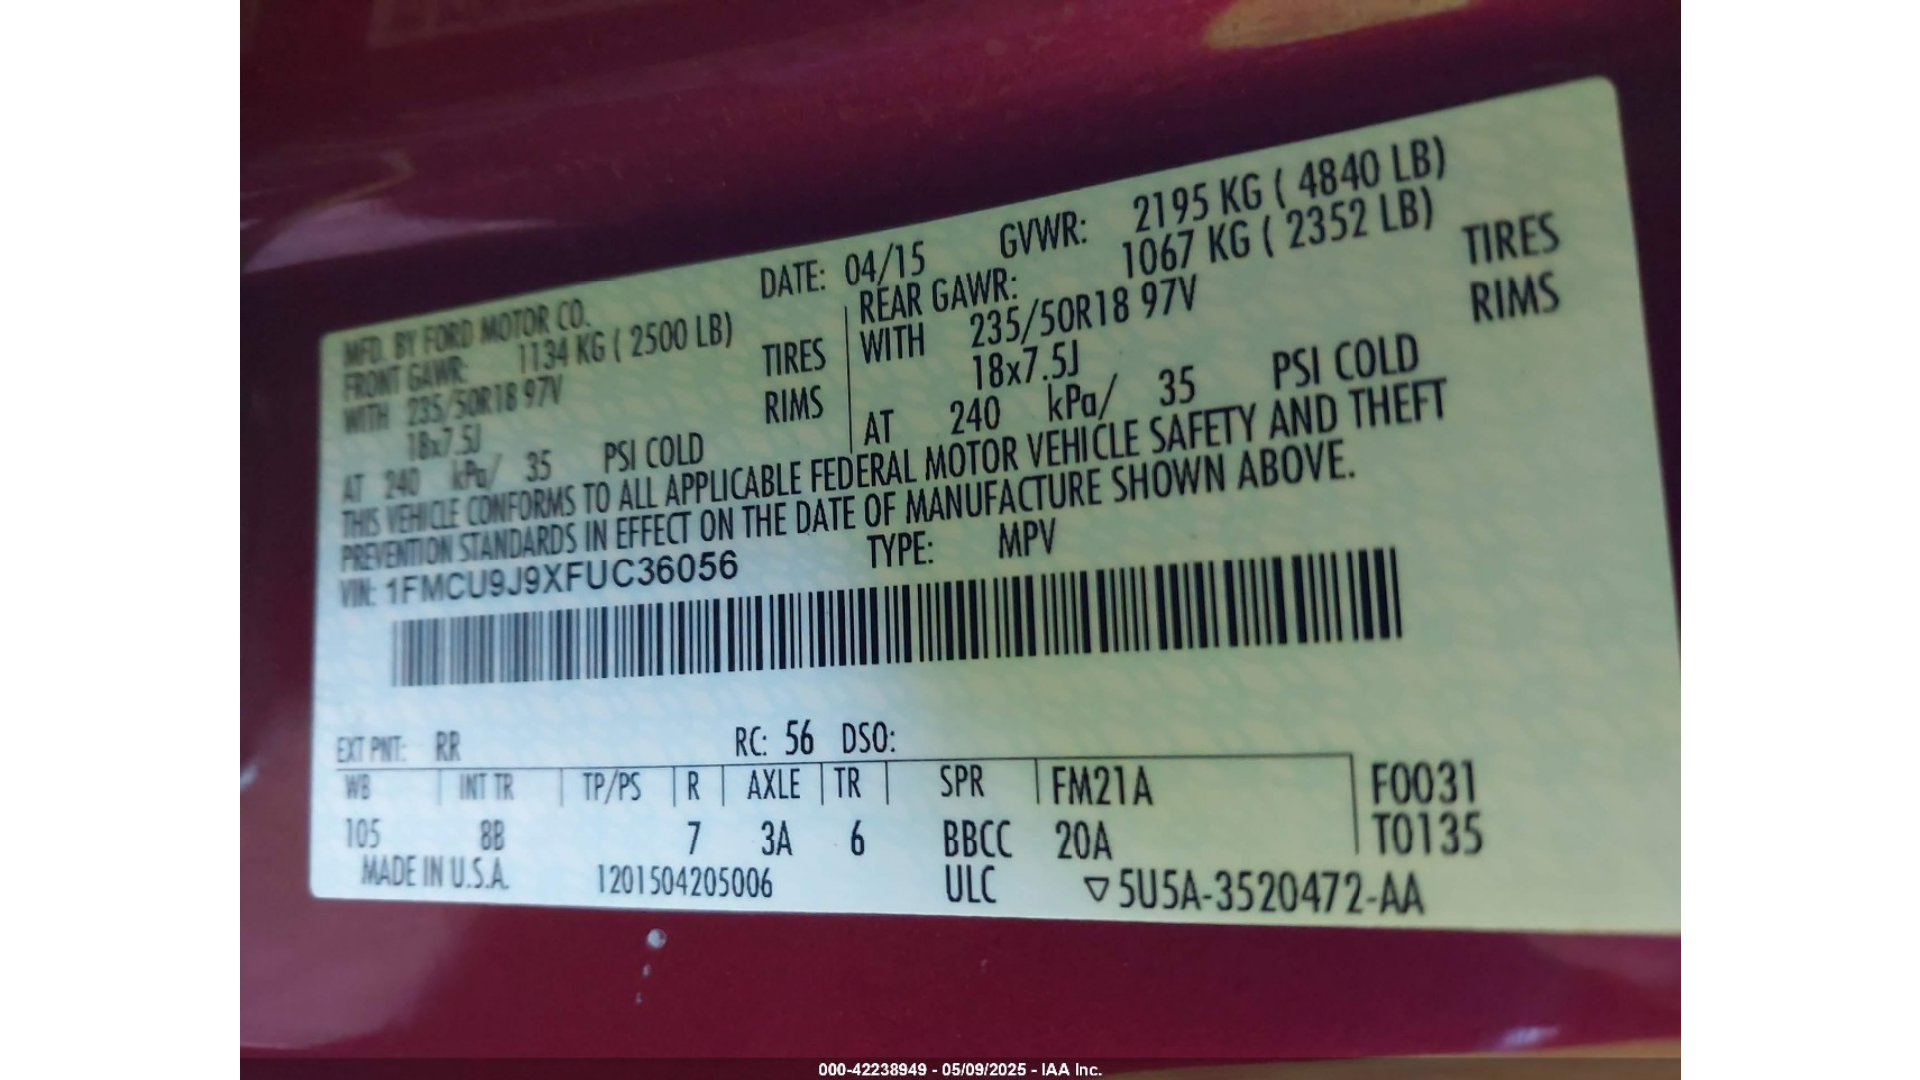 MFD. BY FORD MOTOR CO.
DATE: 04/15
GVWR: 2195 KG ( 4840 LB)
FRONT GAWR: 1134 KG ( 2500 LB)
WITH 235/50R18 97V TIRES
18x7.5J RIMS
AT 240 kPa/ 35 PSI COLD
REAR GAWR: 1067 KG ( 2352 LB)
WITH 235/50R18 97V TIRES
18x7.5J RIMS
AT 240 kPa/ 35 PSI COLD
THIS VEHICLE CONFORMS TO ALL APPLICABLE FEDERAL MOTOR VEHICLE SAFETY AND THEFT
PREVENTION STANDARDS IN EFFECT ON THE DATE OF MANUFACTURE SHOWN ABOVE.
VIN: 1FMCU9J9XFUC36056
TYPE: MPV
EXT PNT: RR RC: 56 DSO:
WB INT TR TP/PS R AXLE TR SPR FM21A F0031
105 8B 7 3A 6 BBCC 20A T0135
MADE IN U.S.A. 1201504205006 ULC ▽5U5A-3520472-AA
000-42238949 - 05/09/2025 - IAA Inc.